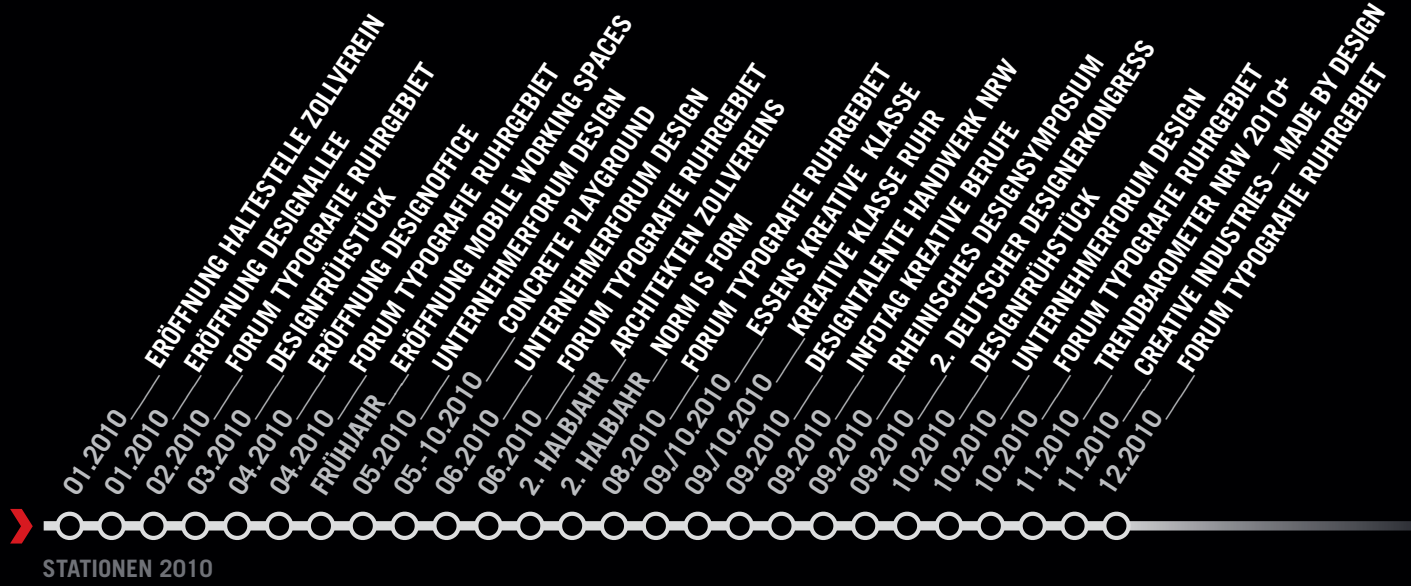 01.2010 ERÖFFNUNG HALTESTELLE ZOLLVEREIN
01.2010 ERÖFFNUNG DESIGNALLEE
02.2010 FORUM TYPOGRAFIE RUHRGEBIET
03.2010 DESIGNFRÜHSTÜCK
04.2010 ERÖFFNUNG DESIGNOFFICE
04.2010 FORUM TYPOGRAFIE RUHRGEBIET
FRÜHJAHR ERÖFFNUNG MOBILE WORKING SPACES
05.2010 UNTERNEHMERFORUM DESIGN
05.- 10.2010 CONCRETE PLAYGROUND
06.2010 UNTERNEHMERFORUM DESIGN
06.2010 FORUM TYPOGRAFIE RUHRGEBIET
2. HALBJAHR ARCHITEKTEN ZOLLVEREINS
2. HALBJAHR NORM IS FORM
08.2010 FORUM TYPOGRAFIE RUHRGEBIET
09./10.2010 ESSENS KREATIVE KLASSE
09./10.2010 KREATIVE KLASSE RUHR
09.2010 DESIGNTALENTE HANDWERK NRW
09.2010 INFOTAG KREATIVE BERUFE
09.2010 RHEINISCHES DESIGNSYMPOSIUM
09.2010 2. DEUTSCHER DESIGNERKONGRESS
10.2010 DESIGNFRÜHSTÜCK
10.2010 UNTERNEHMERFORUM DESIGN
10.2010 FORUM TYPOGRAFIE RUHRGEBIET
11.2010 TRENDBAROMETER NRW 2010+
11.2010 CREATIVE INDUSTRIES – MADE BY DESIGN
12.2010 FORUM TYPOGRAFIE RUHRGEBIET
STATIONEN 2010